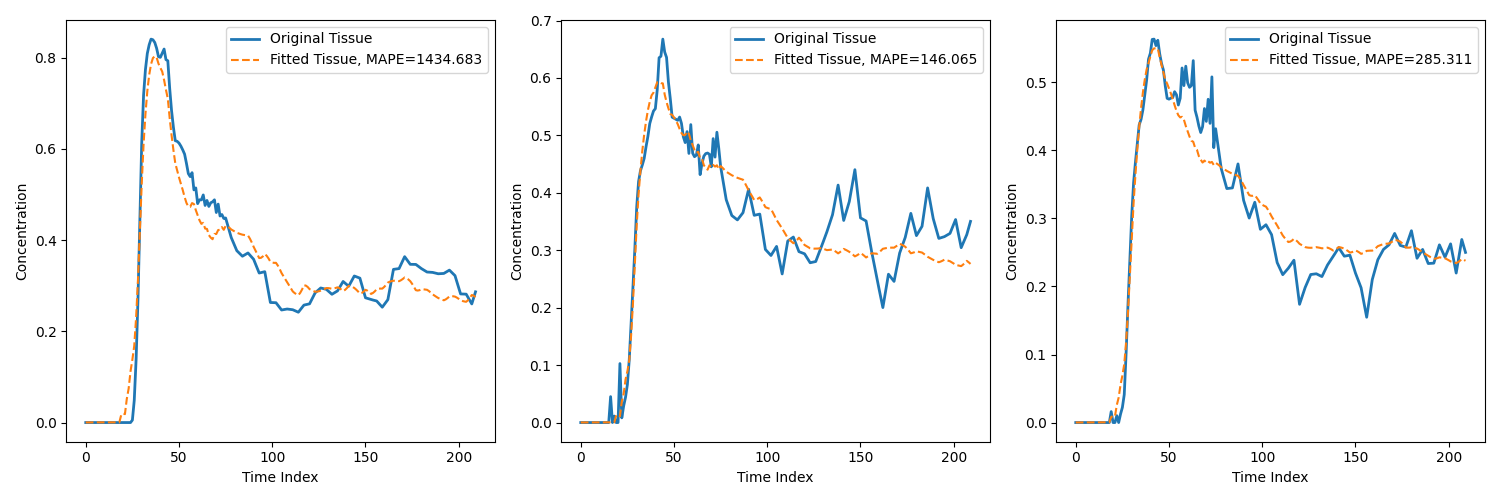 Original Tissue
Fitted Tissue, MAPE=1434.683
Concentration
0.8
0.6
0.4
0.2
0.0
0 50 100 150 200
Time Index
Original Tissue
Fitted Tissue, MAPE=146.065
Concentration
0.7
0.6
0.5
0.4
0.3
0.2
0.1
0.0
0 50 100 150 200
Time Index
Original Tissue
Fitted Tissue, MAPE=285.311
Concentration
0.5
0.4
0.3
0.2
0.1
0.0
0 50 100 150 200
Time Index